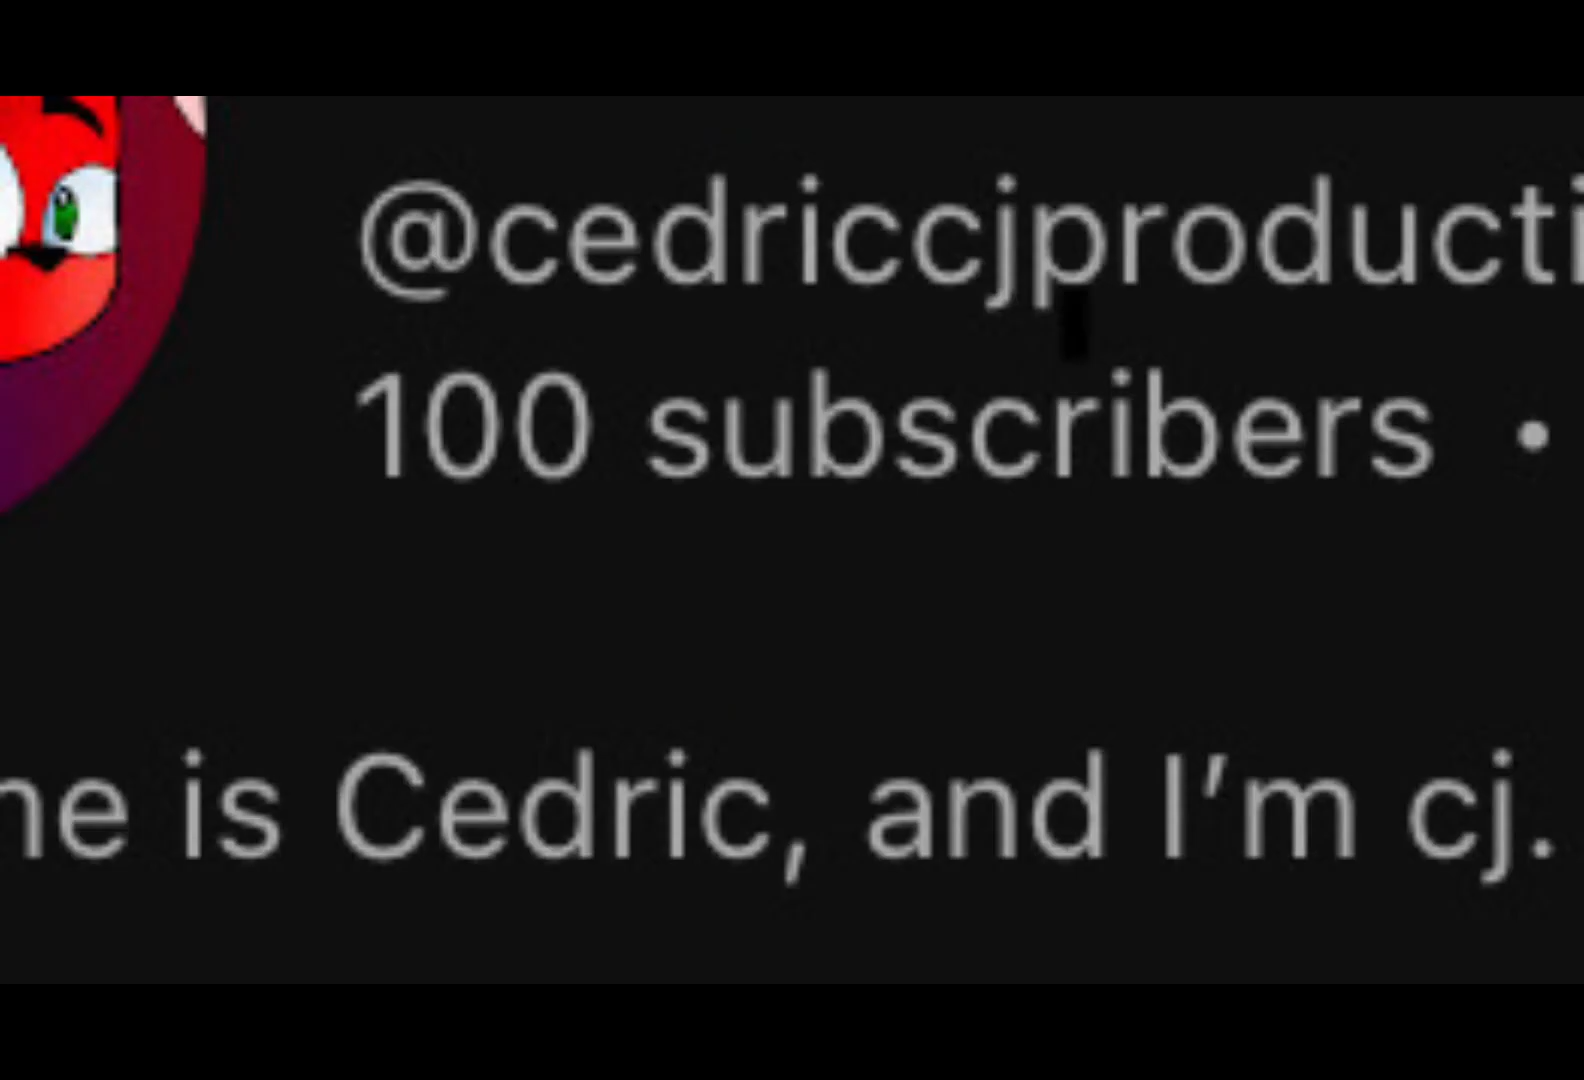 @cedriccjproducti
100 subscribers •
ne is Cedric, and I’m cj.